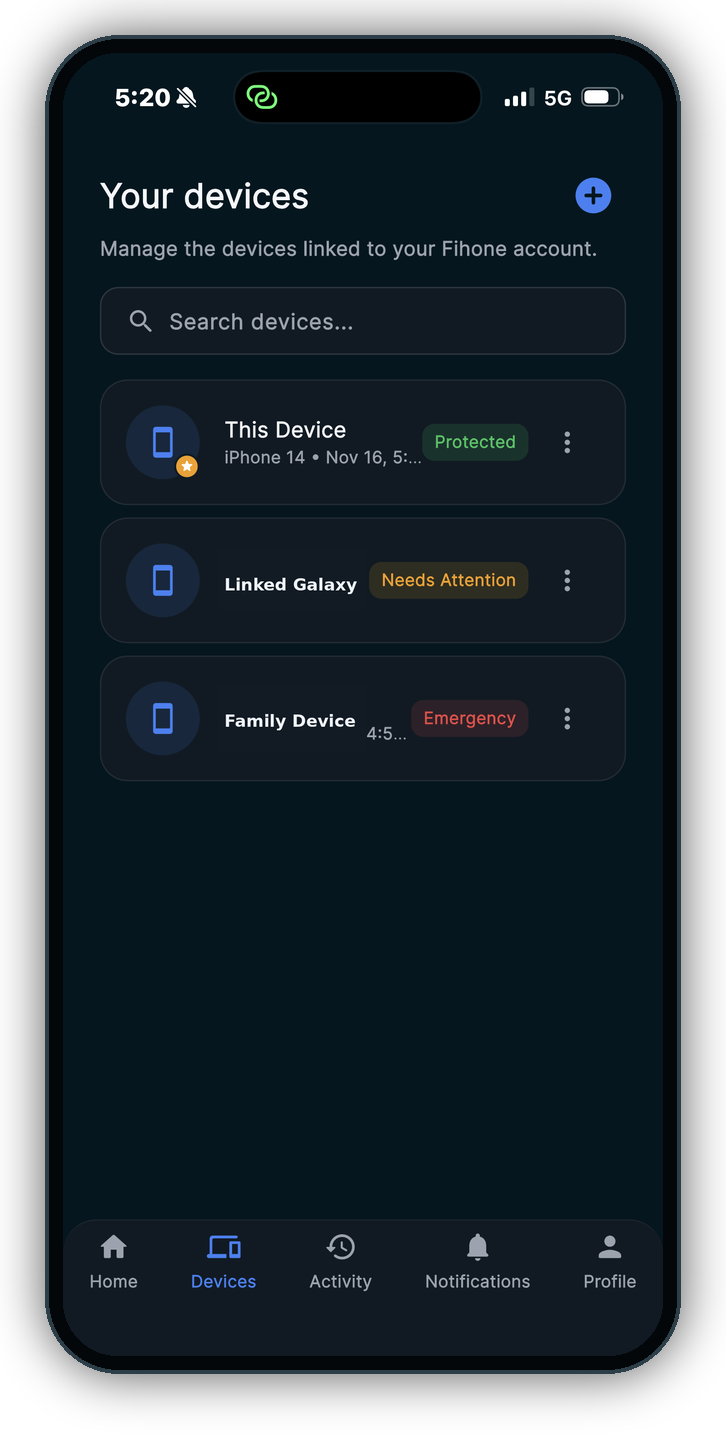 5:20 5G
Your devices
Manage the devices linked to your Fihone account.
Search devices...
This Device
iPhone 14 • Nov 16, 5:...
Protected
Linked Galaxy
Needs Attention
Family Device
4:5...
Emergency
Home Devices Activity Notifications Profile